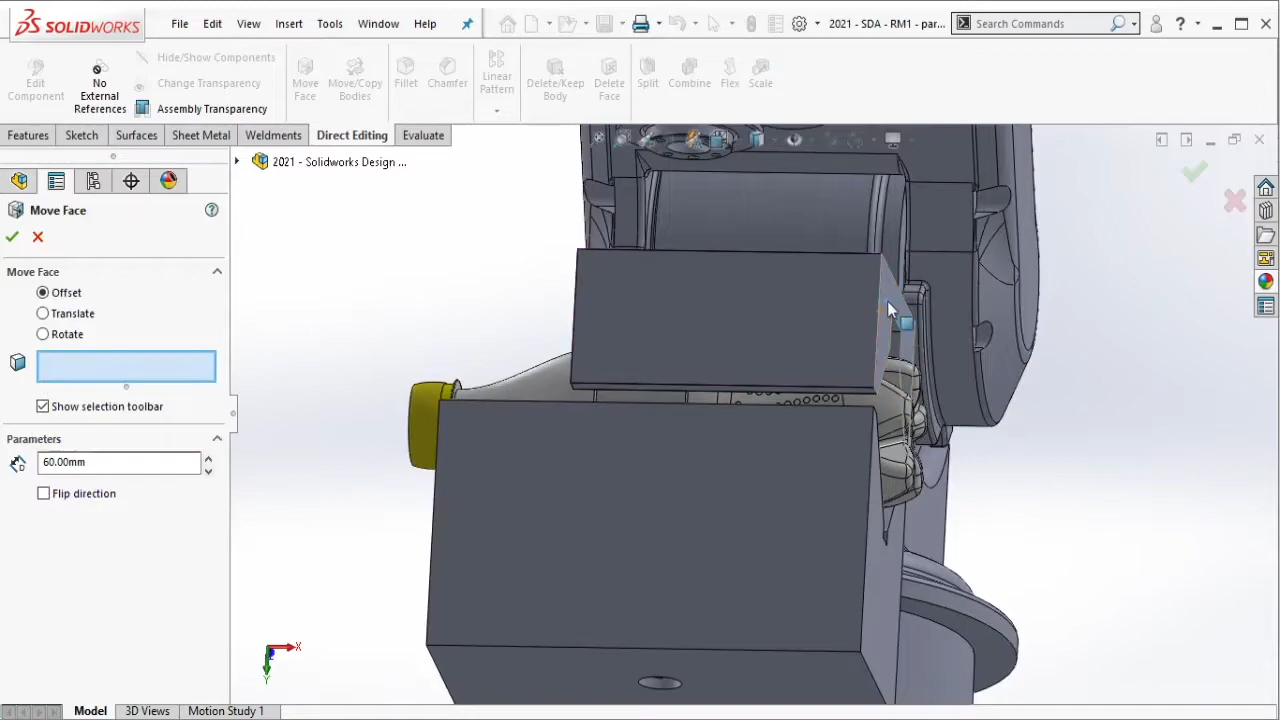 SOLIDWORKS
File
Edit
View
Insert
Tools
Window
Help
2021 - SDA - RM1 - par...
Search Commands
Edit
Component
No
External
References
Hide/Show Components
Change Transparency
Assembly Transparency
Move
Face
Move/Copy
Bodies
Fillet
Chamfer
Linear
Pattern
Delete/Keep
Body
Delete
Face
Split
Combine
Flex
Scale
Features
Sketch
Surfaces
Sheet Metal
Weldments
Direct Editing
Evaluate
2021 - Solidworks Design ...
Move Face
Move Face
Offset
Translate
Rotate
Show selection toolbar
Parameters
60.00mm
Flip direction
X
Y
Model
3D Views
Motion Study 1